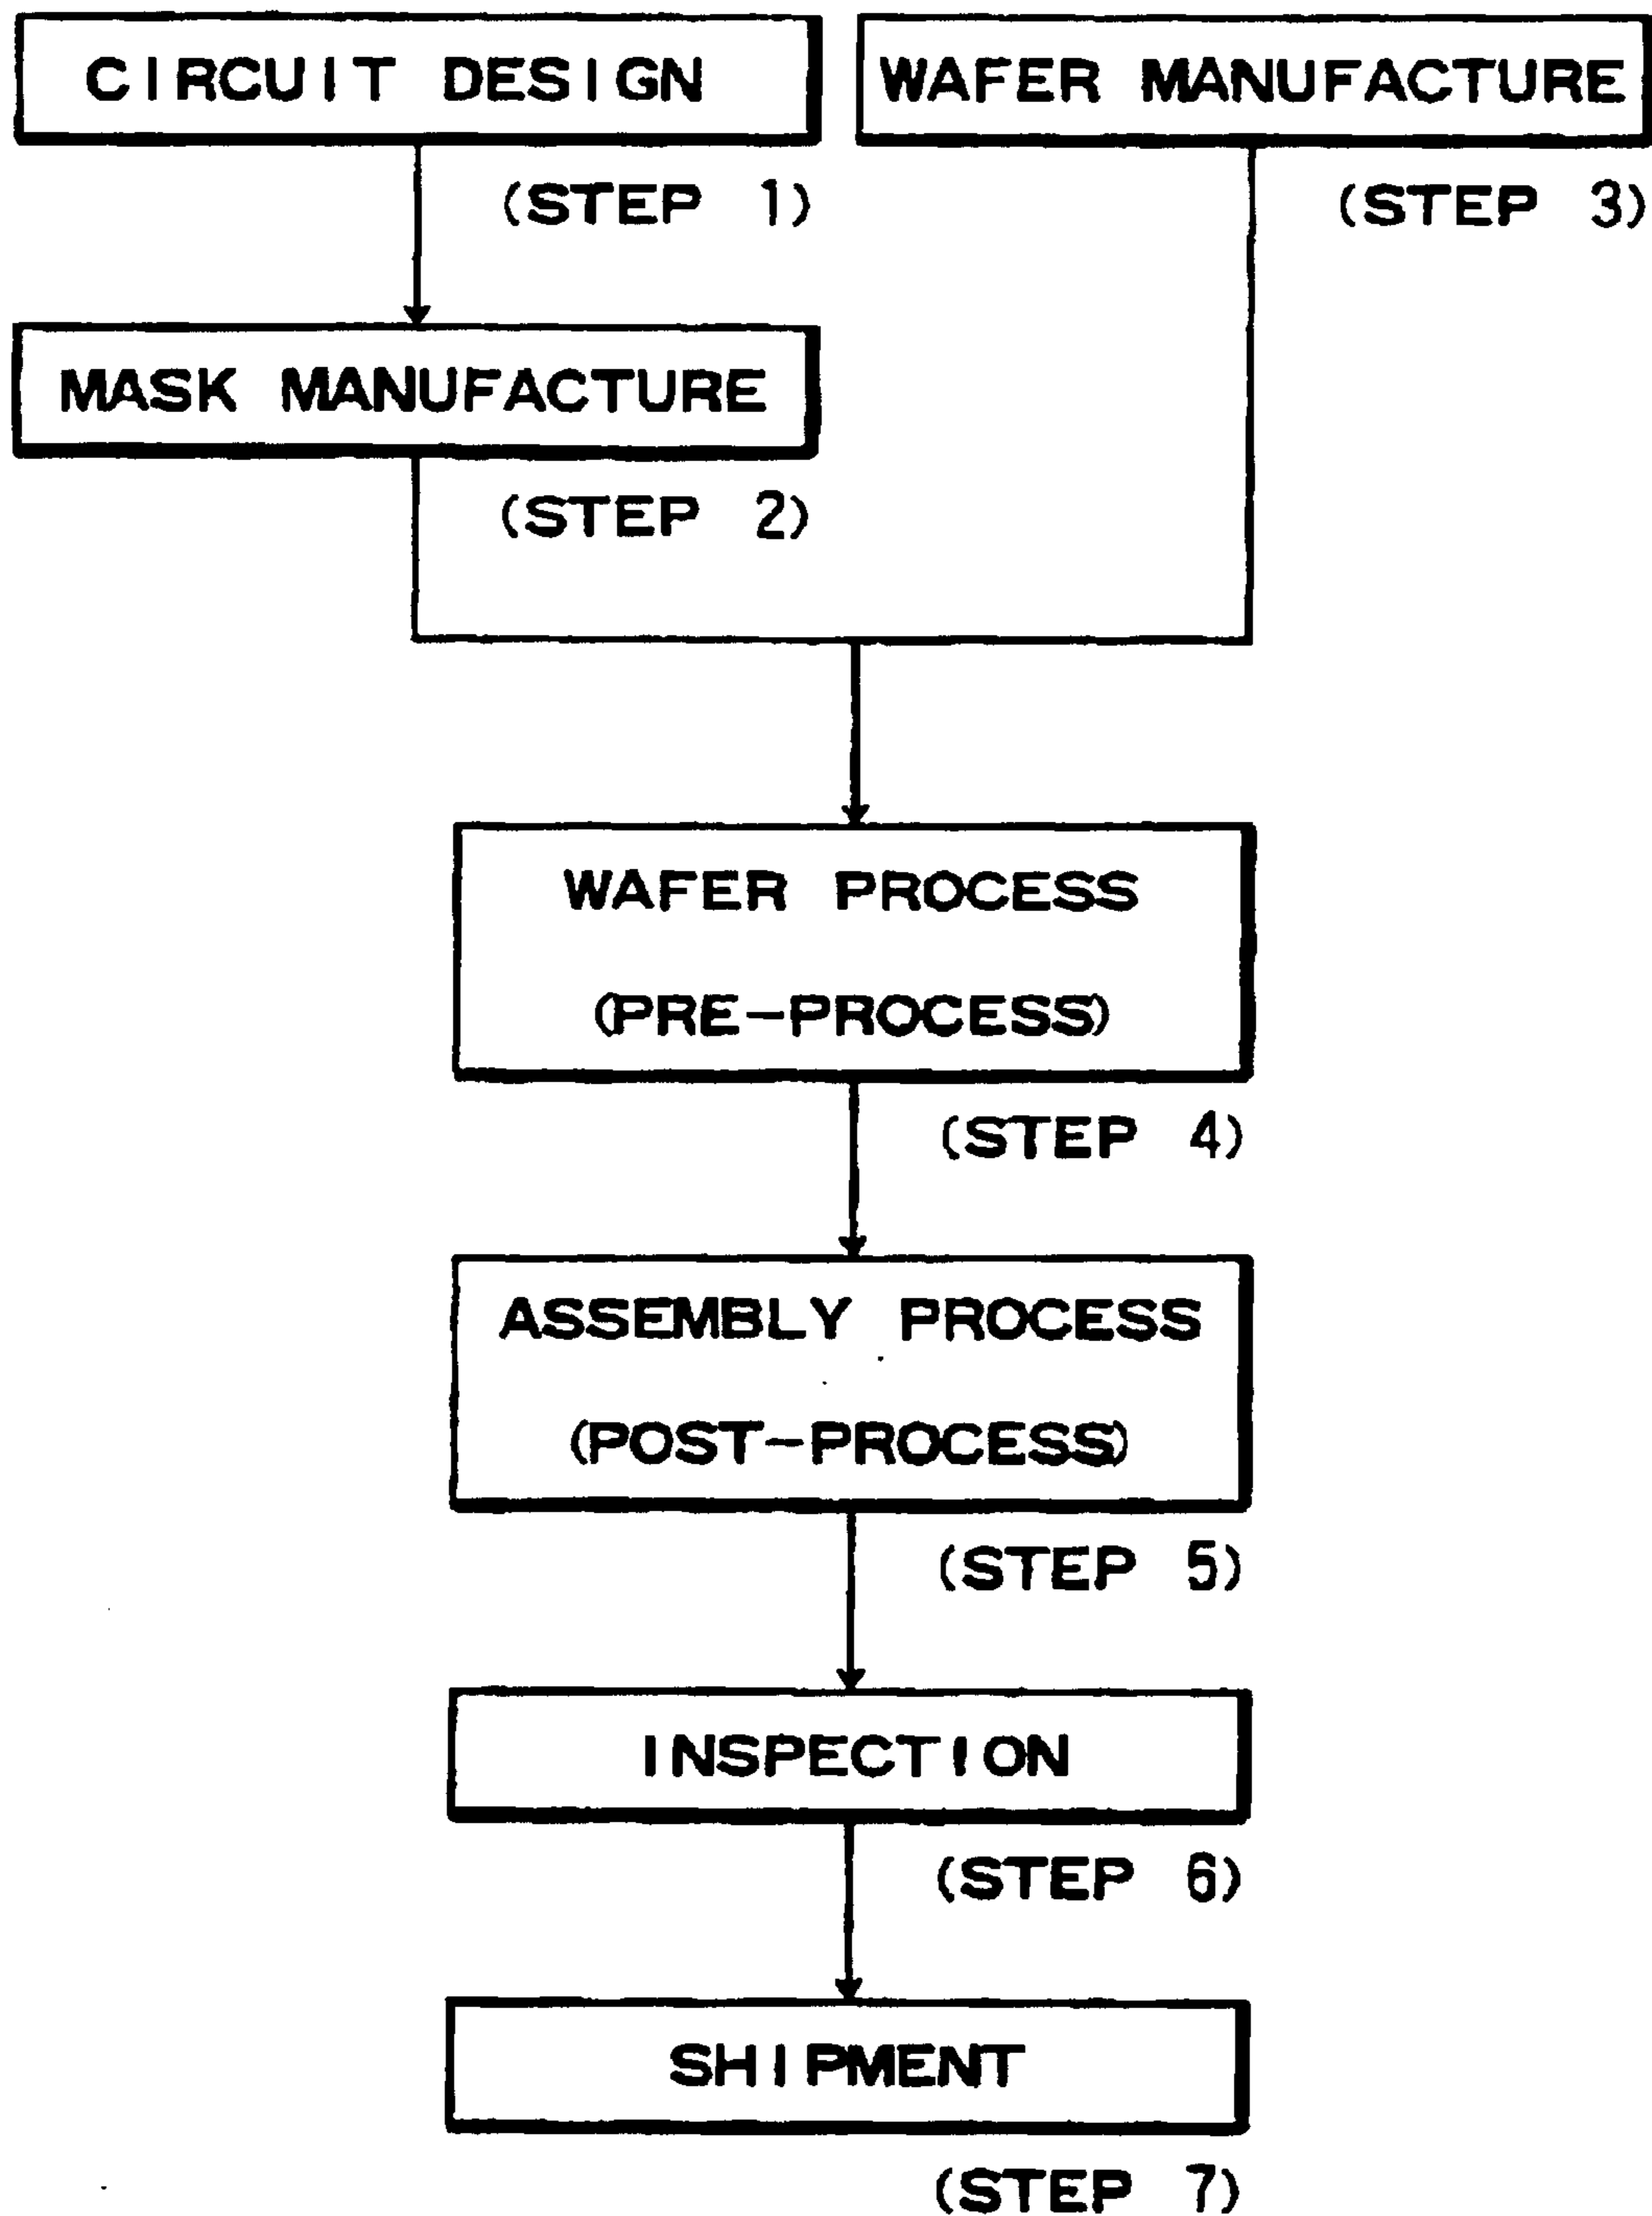 CIRCUIT DESIGN
(STEP 1)
WAFER MANUFACTURE
(STEP 3)
MASK MANUFACTURE
(STEP 2)
WAFER PROCESS
(PRE-PROCESS)
(STEP 4)
ASSEMBLY PROCESS
(POST-PROCESS)
(STEP 5)
INSPECTION
(STEP 6)
SHIPMENT
(STEP 7)